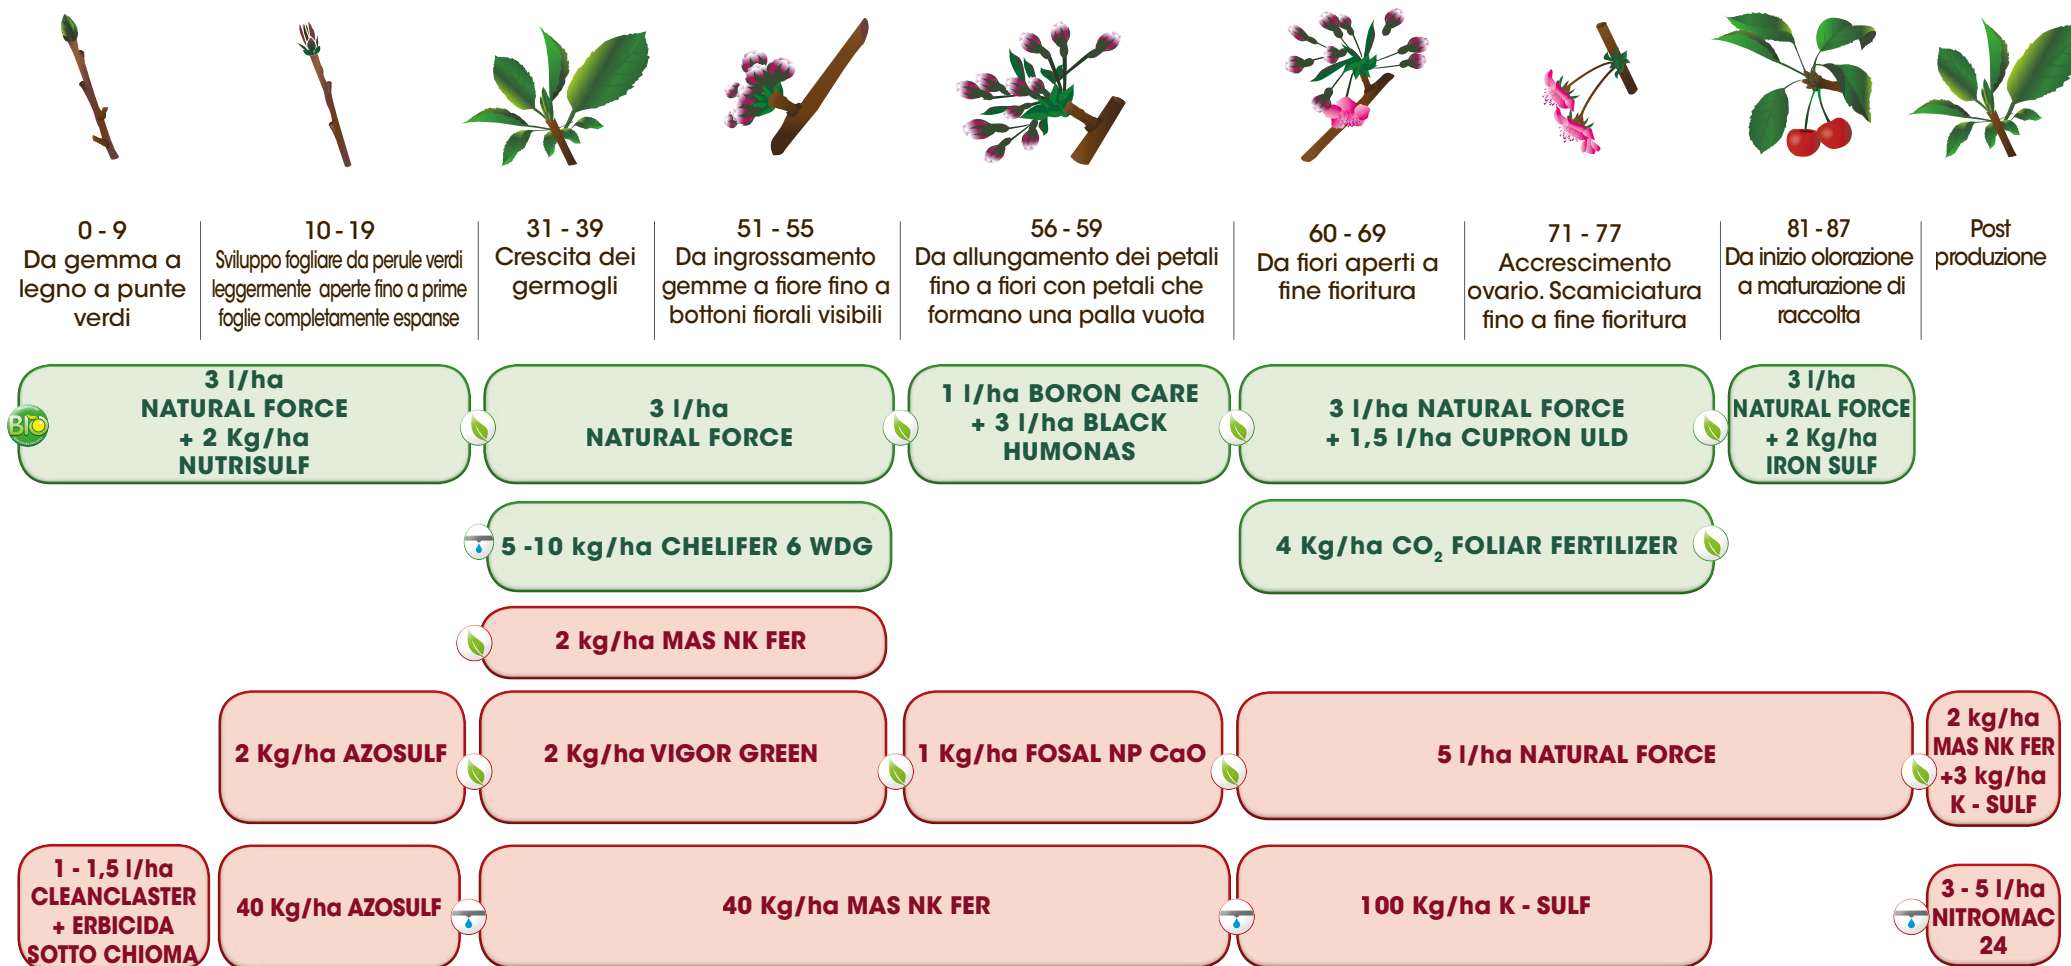 0 - 9
Da gemma a
legno a punte
verdi
10 - 19
Sviluppo fogliare da perule verdi
leggermente aperte fino a prime
foglie completamente espanse
31 - 39
Crescita dei
germogli
51 - 55
Da ingrossamento
gemme a fiore fino a
bottoni fiorali visibili
56 - 59
Da allungamento dei petali
fino a fiori con petali che
formano una palla vuota
60 - 69
Da fiori aperti a
fine fioritura
71 - 77
Accrescimento
ovario. Scamiciatura
fino a fine fioritura
81 - 87
Da inizio olorazione
a maturazione di
raccolta
Post
produzione
BIO
3 l/ha
NATURAL FORCE
+ 2 Kg/ha
NUTRISULF
3 l/ha
NATURAL FORCE
1 l/ha BORON CARE
+ 3 l/ha BLACK
HUMONAS
3 l/ha NATURAL FORCE
+ 1,5 l/ha CUPRON ULD
3 l/ha
NATURAL FORCE
+ 2 Kg/ha
IRON SULF
5 -10 kg/ha CHELIFER 6 WDG
4 Kg/ha CO₂ FOLIAR FERTILIZER
2 kg/ha MAS NK FER
2 Kg/ha AZOSULF
2 Kg/ha VIGOR GREEN
1 Kg/ha FOSAL NP CaO
5 l/ha NATURAL FORCE
2 kg/ha
MAS NK FER
+3 kg/ha
K - SULF
1 - 1,5 l/ha
CLEANCLASTER
+ ERBICIDA
SOTTO CHIOMA
40 Kg/ha AZOSULF
40 Kg/ha MAS NK FER
100 Kg/ha K - SULF
3 - 5 l/ha
NITROMAC
24